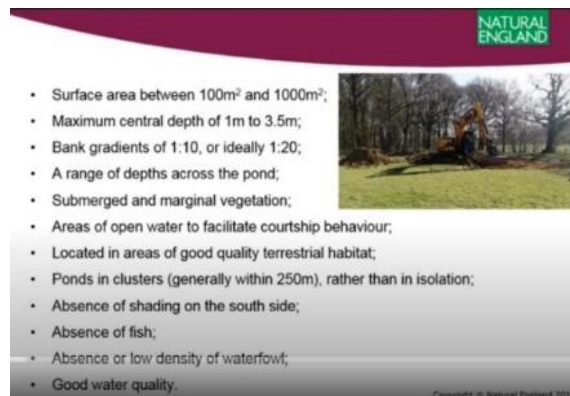 NATURAL
ENGLAND
• Surface area between 100m² and 1000m²;
• Maximum central depth of 1m to 3.5m;
• Bank gradients of 1:10, or ideally 1:20;
• A range of depths across the pond;
• Submerged and marginal vegetation;
• Areas of open water to facilitate courtship behaviour;
• Located in areas of good quality terrestrial habitat;
• Ponds in clusters (generally within 250m), rather than in isolation;
• Absence of shading on the south side;
• Absence of fish;
• Absence or low density of waterfowl;
• Good water quality.
Copyright © Natural England